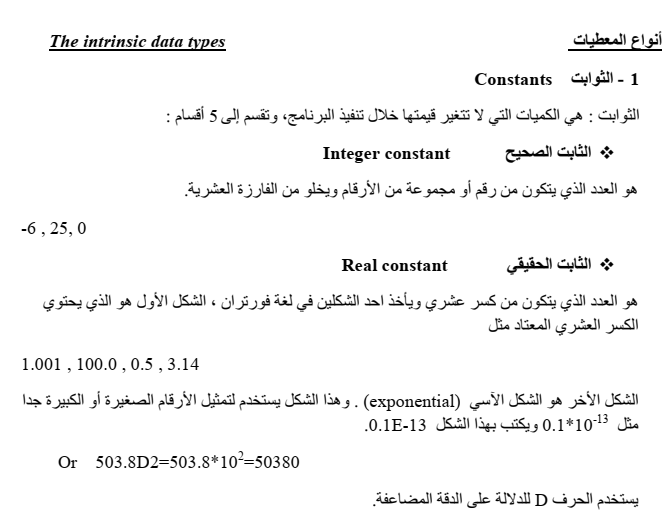 أنواع المعطيات The intrinsic data types
1 - الثوابت Constants
الثوابت : هي الكميات التي لا تتغير قيمتها خلال تنفيذ البرنامج، وتقسم إلى 5 أقسام :
❖ الثابت الصحيح Integer constant
هو العدد الذي يتكون من رقم أو مجموعة من الأرقام ويخلو من الفارزة العشرية.
-6 , 25, 0
❖ الثابت الحقيقي Real constant
هو العدد الذي يتكون من كسر عشري ويأخذ احد الشكلين في لغة فورتران ، الشكل الأول هو الذي يحتوي
الكسر العشري المعتاد مثل
1.001 , 100.0 , 0.5 , 3.14
الشكل الأخر هو الشكل الآسي (exponential) . وهذا الشكل يستخدم لتمثيل الأرقام الصغيرة أو الكبيرة جدا
مثل 0.1*10⁻¹³ ويكتب بهذا الشكل 0.1E-13.
Or 503.8D2=503.8*10²=50380
يستخدم الحرف D للدلالة على الدقة المضاعفة.